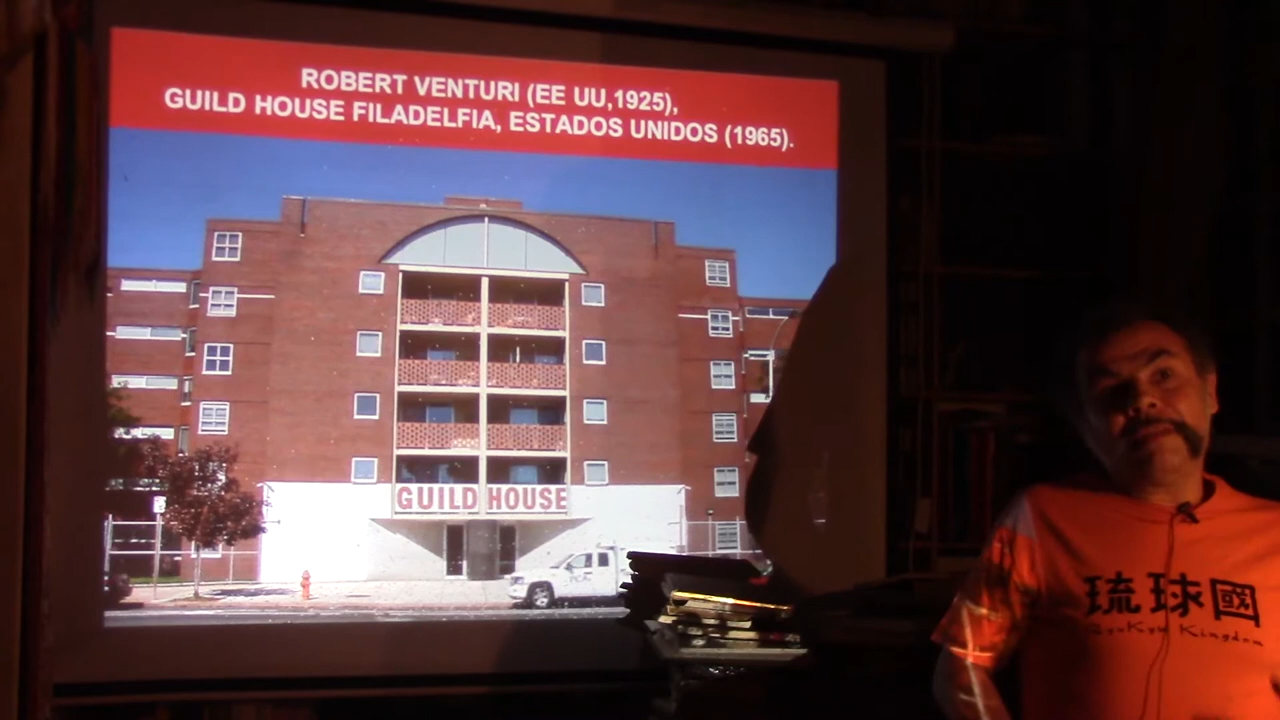 ROBERT VENTURI (EE UU,1925),
GUILD HOUSE FILADELFIA, ESTADOS UNIDOS (1965).
GUILD HOUSE
琉球國
RyuKyu Kingdom